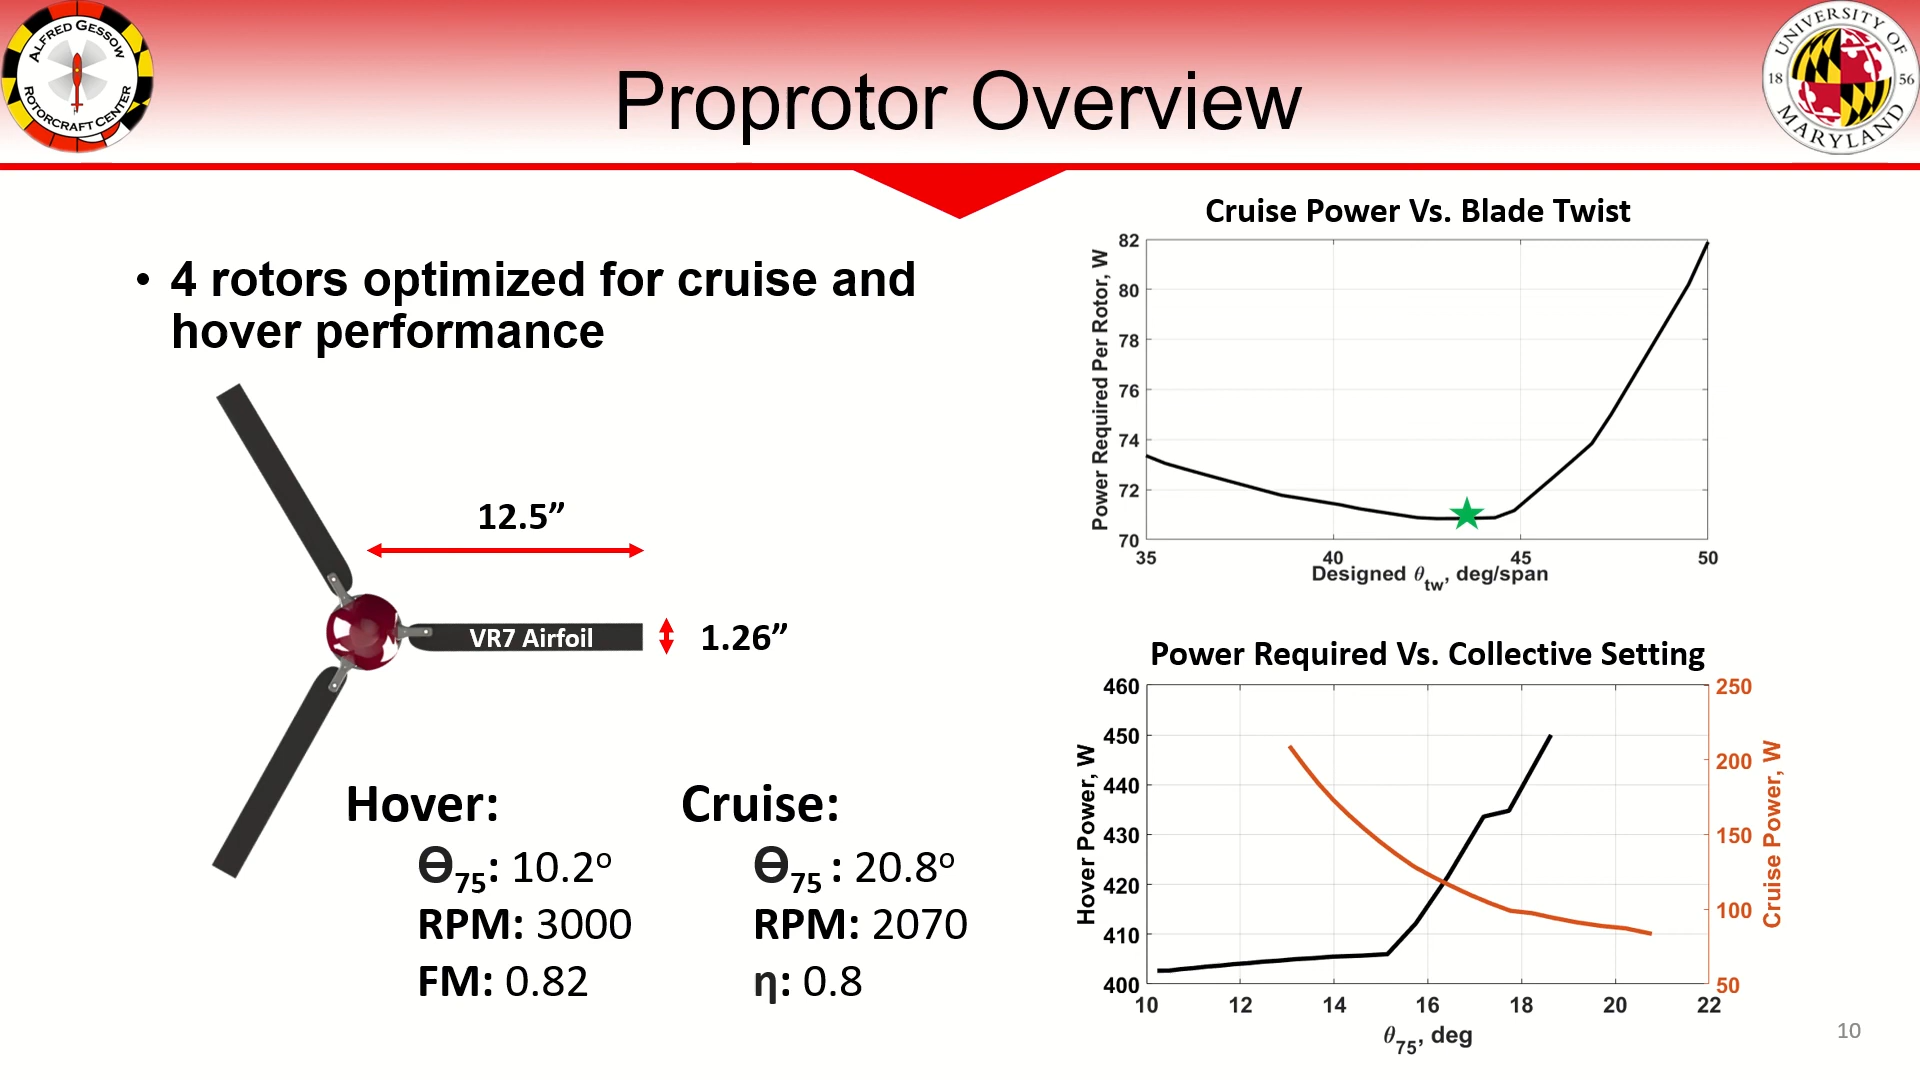 ALFRED GESSOW
ROTORCRAFT CENTER
Proprotor Overview
UNIVERSITY OF
18 56
MARYLAND
• 4 rotors optimized for cruise and
hover performance
12.5”
VR7 Airfoil
1.26”
Hover:
Ɵ75: 10.2º
RPM: 3000
FM: 0.82
Cruise:
Ɵ75 : 20.8º
RPM: 2070
η: 0.8
Cruise Power Vs. Blade Twist
Power Required Per Rotor, W
82
80
78
76
74
72
70
35 40 45 50
Designed θtw, deg/span
Power Required Vs. Collective Setting
Hover Power, W
460
450
440
430
420
410
400
250
200
150
100
50
Cruise Power, W
10 12 14 16 18 20 22
θ75, deg
10